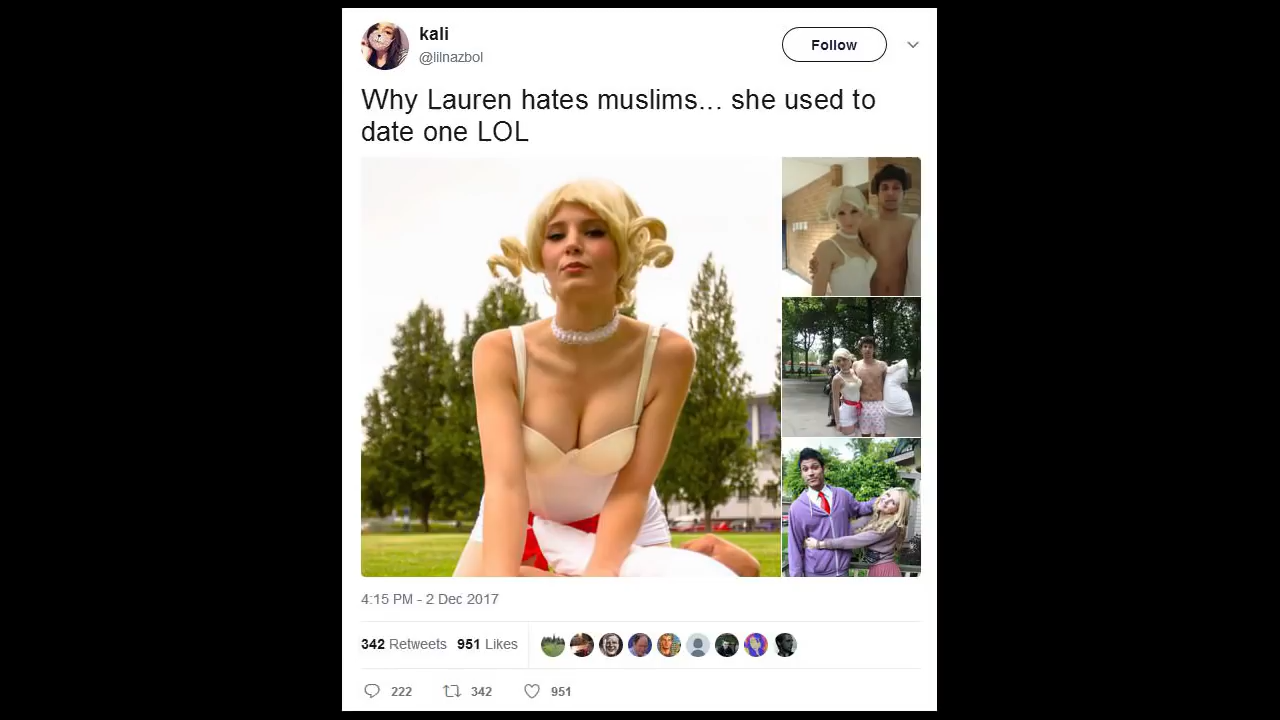 kali
@lilnazbol
Follow
Why Lauren hates muslims... she used to
date one LOL
4:15 PM - 2 Dec 2017
342 Retweets 951 Likes
222 342 951